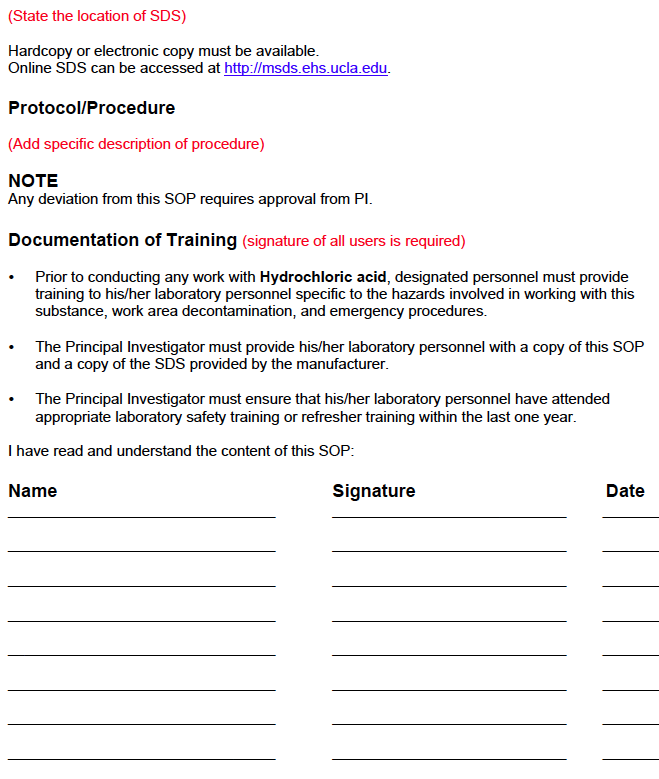 (State the location of SDS)
Hardcopy or electronic copy must be available.
Online SDS can be accessed at http://msds.ehs.ucla.edu.
Protocol/Procedure
(Add specific description of procedure)
NOTE
Any deviation from this SOP requires approval from PI.
Documentation of Training (signature of all users is required)
• Prior to conducting any work with Hydrochloric acid, designated personnel must provide
training to his/her laboratory personnel specific to the hazards involved in working with this
substance, work area decontamination, and emergency procedures.
• The Principal Investigator must provide his/her laboratory personnel with a copy of this SOP
and a copy of the SDS provided by the manufacturer.
• The Principal Investigator must ensure that his/her laboratory personnel have attended
appropriate laboratory safety training or refresher training within the last one year.
I have read and understand the content of this SOP:
Name Signature Date